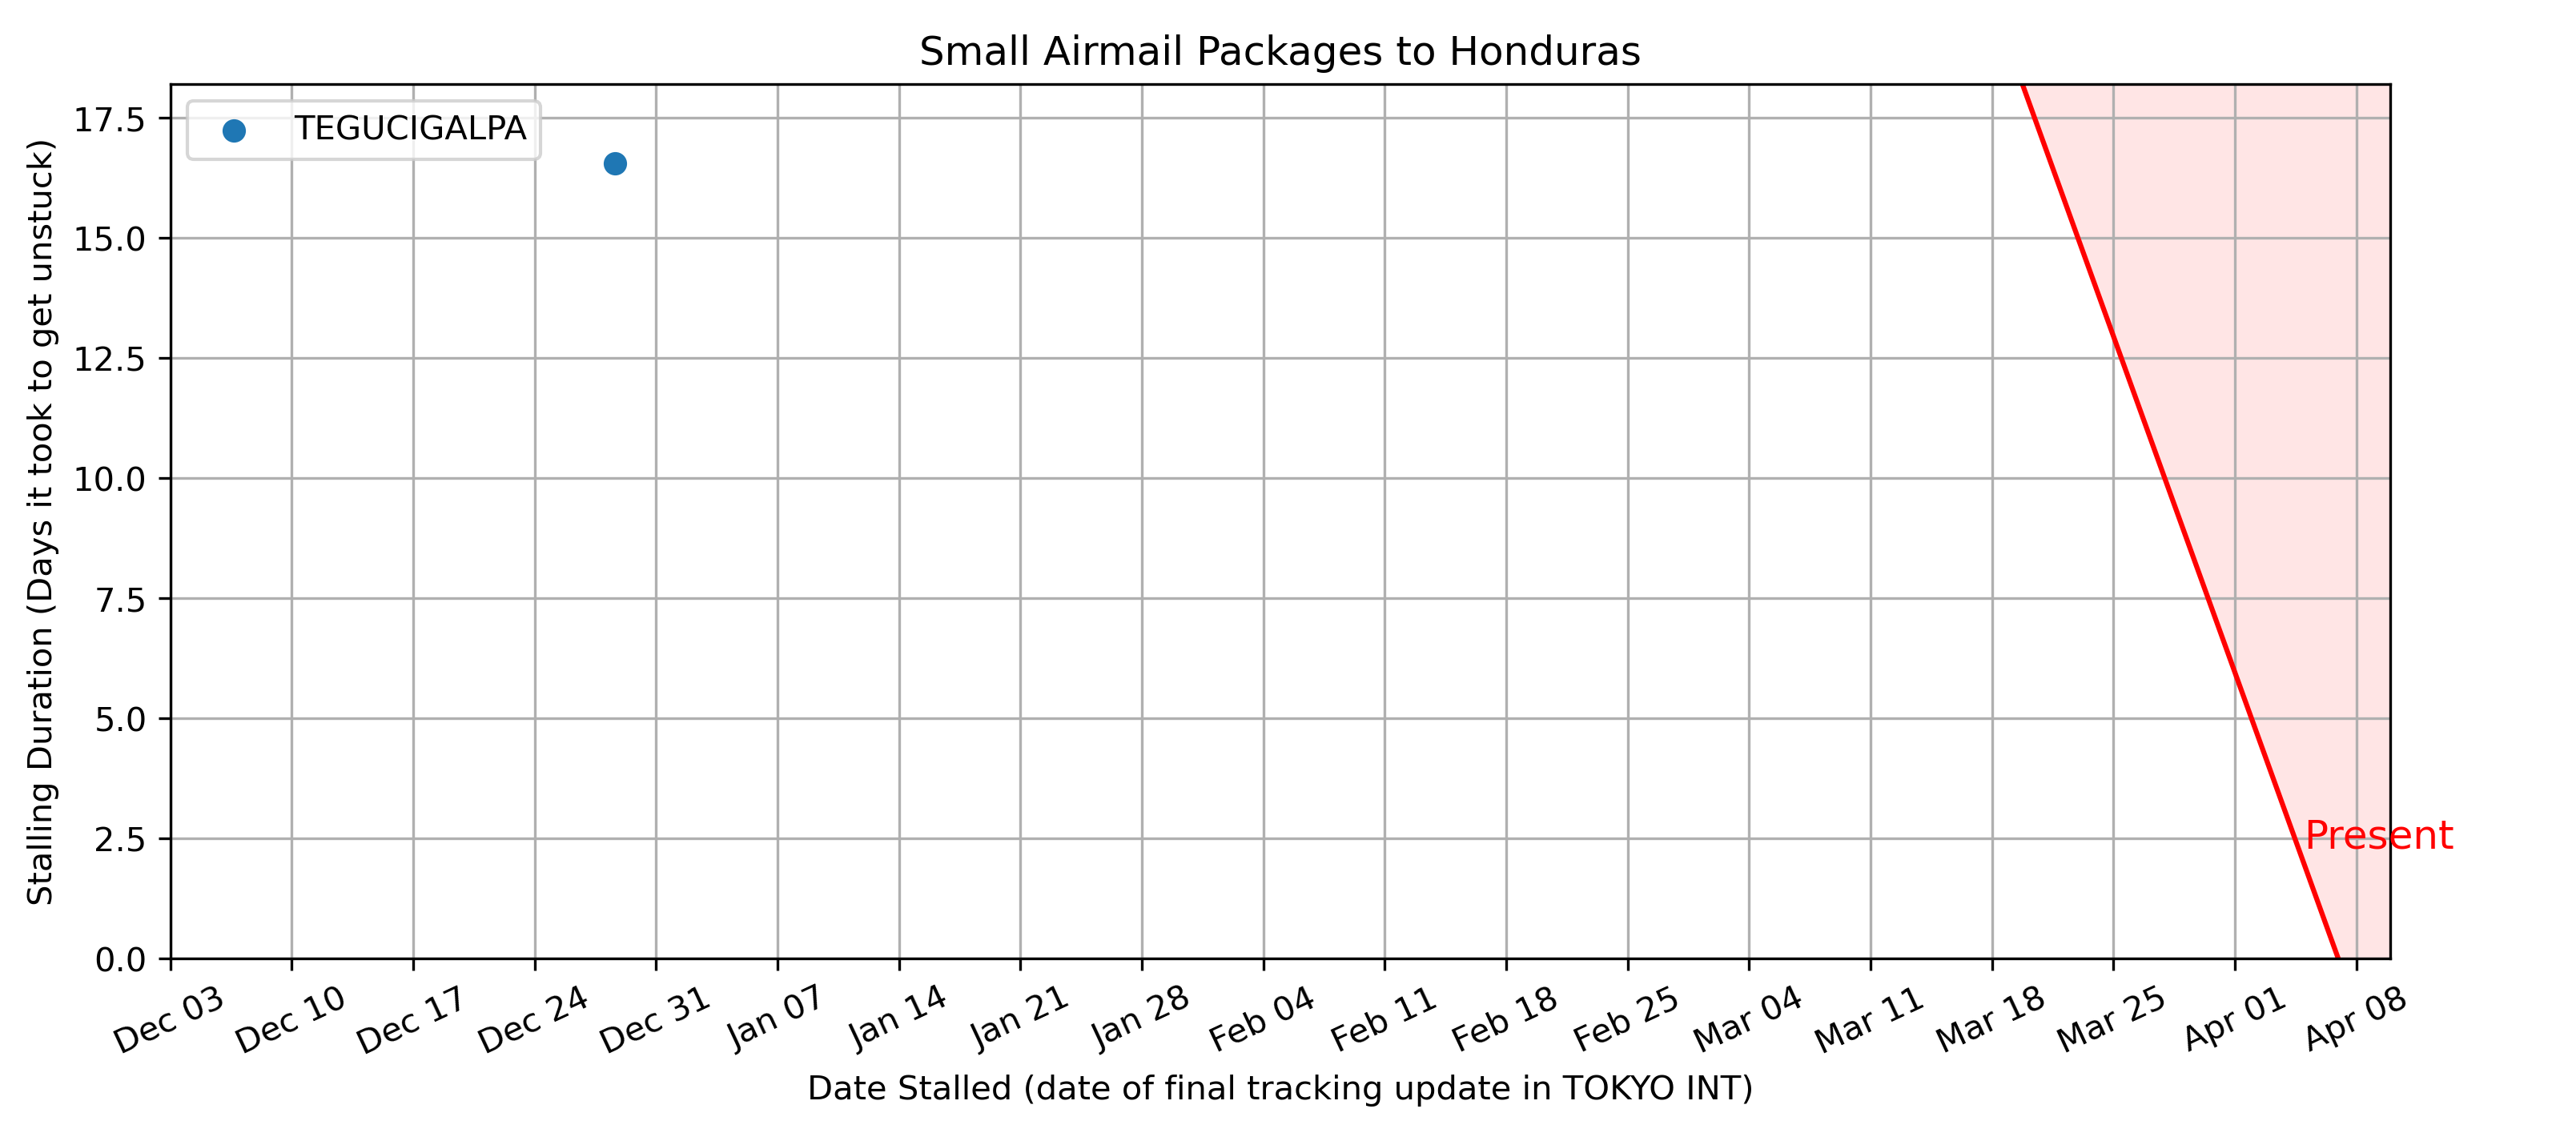 Small Airmail Packages to Honduras
TEGUCIGALPA
Stalling Duration (Days it took to get unstuck)
17.5
15.0
12.5
10.0
7.5
5.0
2.5
0.0
Present
Dec 03 Dec 10 Dec 17 Dec 24 Dec 31 Jan 07 Jan 14 Jan 21 Jan 28 Feb 04 Feb 11 Feb 18 Feb 25 Mar 04 Mar 11 Mar 18 Mar 25 Apr 01 Apr 08
Date Stalled (date of final tracking update in TOKYO INT)